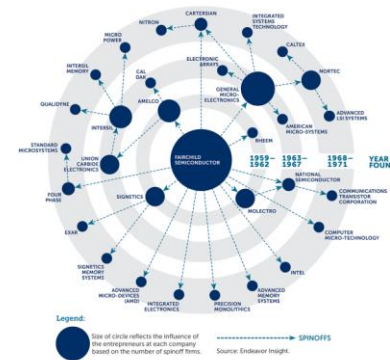 CARTERSIAN
NITRON
INTEGRATED
SYSTEMS
TECHNOLOGY
MICRO
POWER
CALTEX
ELECTRONIC
ARRAYS
INTERSIL
MEMORY
CAL
DAK
NORTEC
GENERAL
MICRO-
ELECTRONICS
AMELCO
QUALIDYNE
ADVANCED
LSI SYSTEMS
INTERSIL
AMERICAN
MICRO-SYSTEMS
STANDARD
MICROSYSTEMS
RHEEM
UNION
CARBIDE
ELECTRONICS
FAIRCHILD
SEMICONDUCTOR
1959–
1962
1963–
1967
1968–
1971
YEAR
FOUN
NATIONAL
SEMICONDUCTOR
FOUR
PHASE
SIGNETICS
COMMUNICATIONS
TRANSISTOR
CORPORATION
MOLECTRO
EXAR
COMPUTER
MICRO-TECHNOLOGY
SIGNETICS
MEMORY
SYSTEMS
INTEL
ADVANCED
MICRO-DEVICES
(AMD)
INTEGRATED
ELECTRONICS
PRECISION
MONOLITHICS
ADVANCED
MEMORY
SYSTEMS
Legend:
Size of circle reflects the influence of
the entrepreneurs at each company
based on the number of spinoff firms.
SPINOFFS
Source: Endeavor Insight.